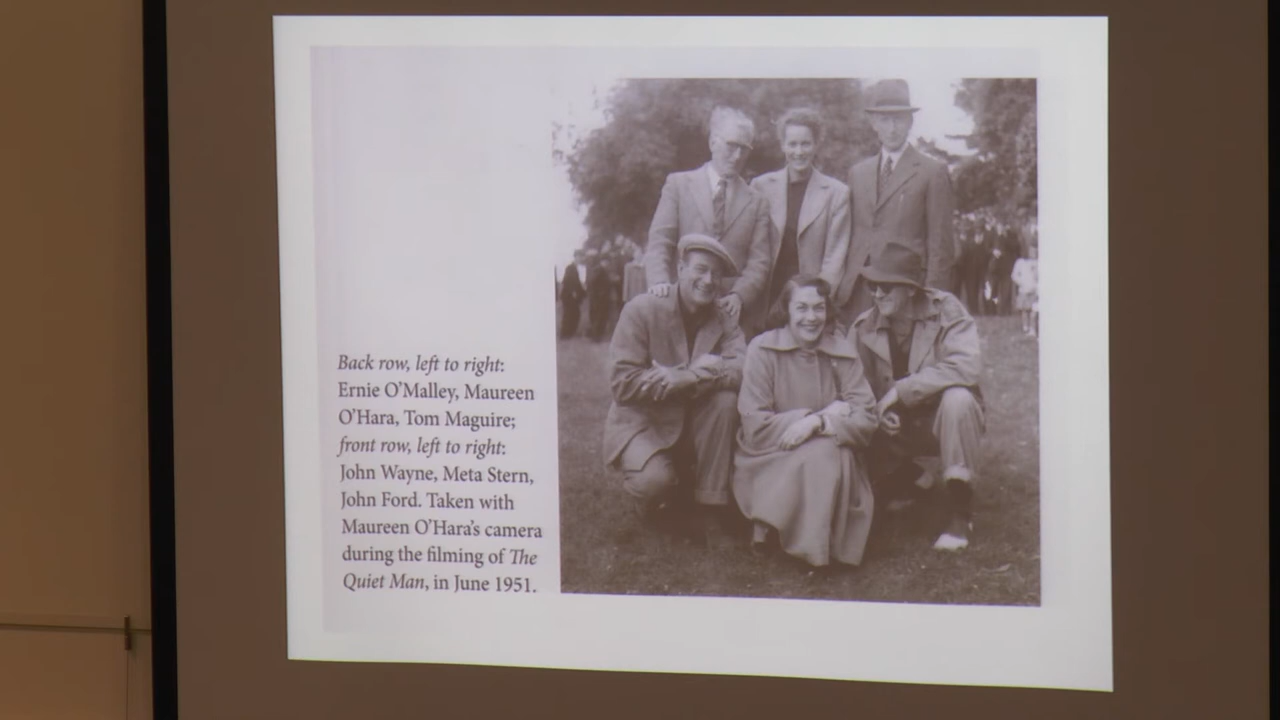 Back row, left to right:
Ernie O’Malley, Maureen
O’Hara, Tom Maguire;
front row, left to right:
John Wayne, Meta Stern,
John Ford. Taken with
Maureen O’Hara’s camera
during the filming of The
Quiet Man, in June 1951.